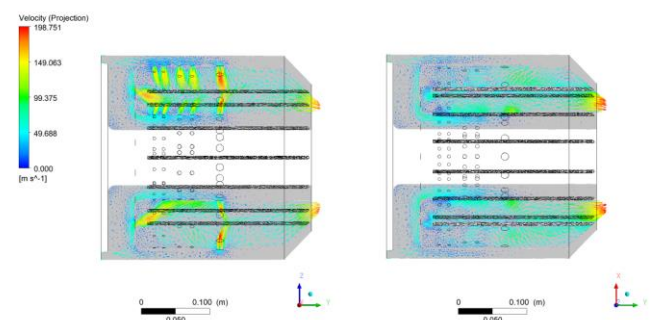 Velocity (Projection)
198.751
149.063
99.375
49.688
0.000
[m s^-1]
0 0.100 (m)
0.050
Z
Y
0 0.100 (m)
0.050
X
Y